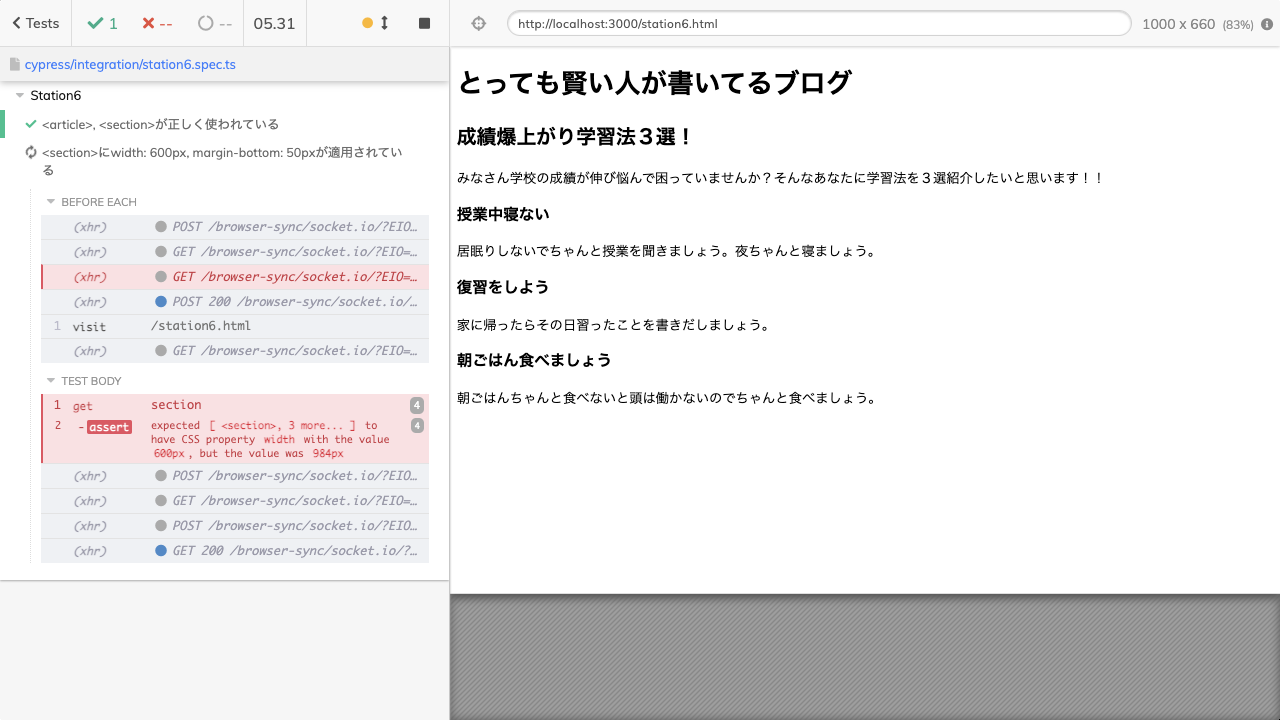 Tests
1
--
--
05.31
http://localhost:3000/station6.html
1000 x 660 (83%)
cypress/integration/station6.spec.ts
Station6
<article>, <section>が正しく使われている
<section>にwidth: 600px, margin-bottom: 50pxが適用されてい
る
BEFORE EACH
(xhr) POST /browser-sync/socket.io/?EIO…
(xhr) GET /browser-sync/socket.io/?EIO=…
(xhr) GET /browser-sync/socket.io/?EIO=…
(xhr) POST 200 /browser-sync/socket.io/…
1 visit /station6.html
(xhr) GET /browser-sync/socket.io/?EIO=…
TEST BODY
1 get section 4
2 -assert expected [ <section>, 3 more... ] to 4
have CSS property width with the value
600px, but the value was 984px
(xhr) POST /browser-sync/socket.io/?EIO…
(xhr) GET /browser-sync/socket.io/?EIO=…
(xhr) POST /browser-sync/socket.io/?EIO…
(xhr) GET 200 /browser-sync/socket.io/?…
とっても賢い人が書いてるブログ
成績爆上がり学習法３選！
みなさん学校の成績が伸び悩んで困っていませんか？そんなあなたに学習法を３選紹介したいと思います！！
授業中寝ない
居眠りしないでちゃんと授業を聞きましょう。夜ちゃんと寝ましょう。
復習をしよう
家に帰ったらその日習ったことを書きだしましょう。
朝ごはん食べましょう
朝ごはんちゃんと食べないと頭は働かないのでちゃんと食べましょう。